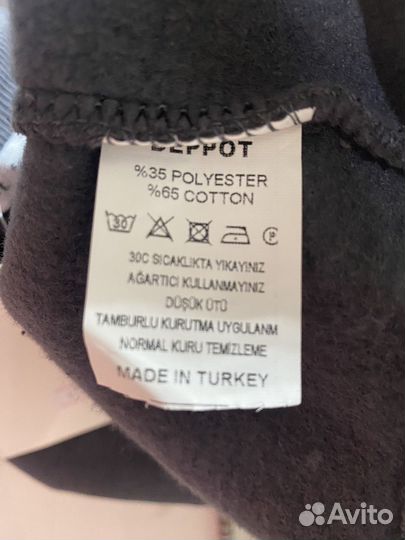 DEPPOT
%35 POLYESTER
%65 COTTON
30
P
30C SICAKLIKTA YIKAYINIZ
AĞARTICI KULLANMAYINIZ
DÜŞÜK ÜTÜ
TAMBURLU KURUTMA UYGULANM
NORMAL KURU TEMİZLEME
MADE IN TURKEY
Avito